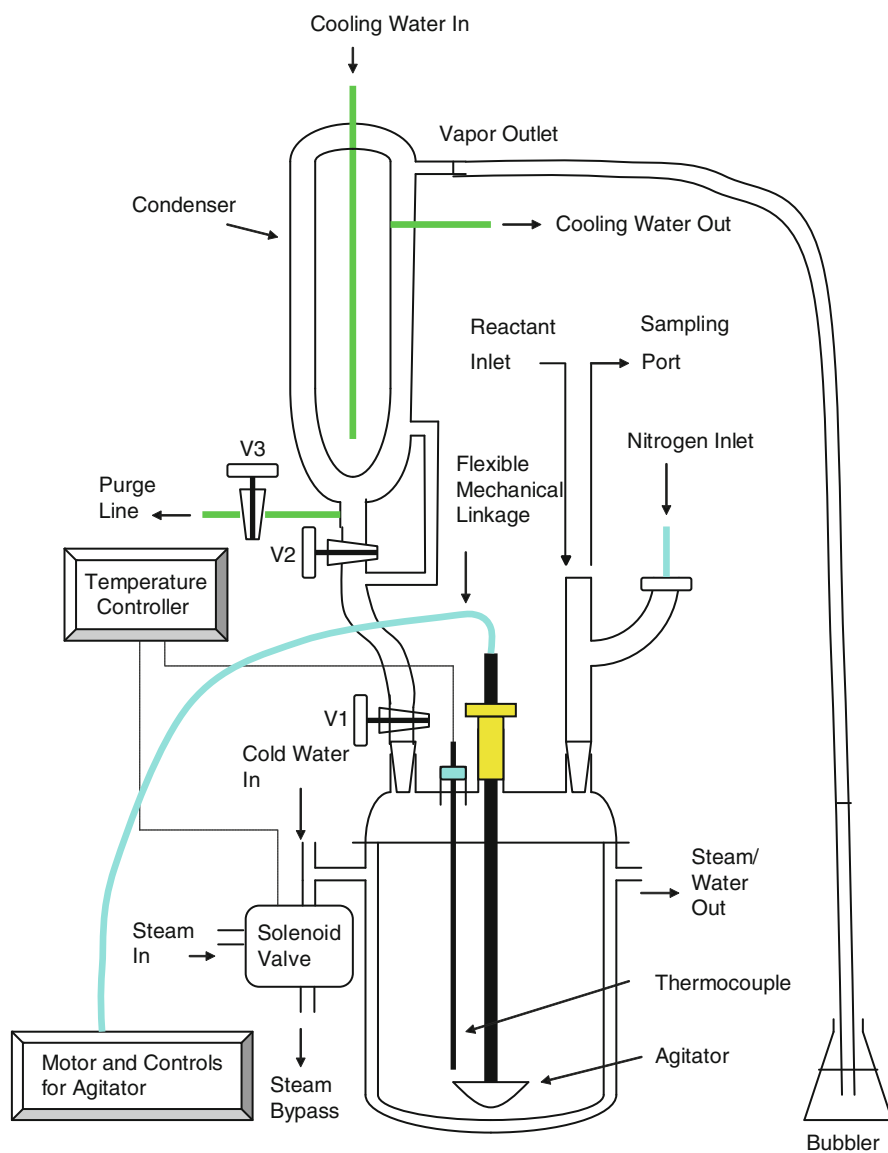 Cooling Water In
Vapor Outlet
Condenser
Cooling Water Out
Reactant
Inlet
Sampling
Port
V3
Nitrogen Inlet
Flexible
Mechanical
Linkage
Purge
Line
V2
Temperature
Controller
V1
Cold Water
In
Steam/
Water
Out
Steam
In
Solenoid
Valve
Thermocouple
Motor and Controls
for Agitator
Steam
Bypass
Agitator
Bubbler